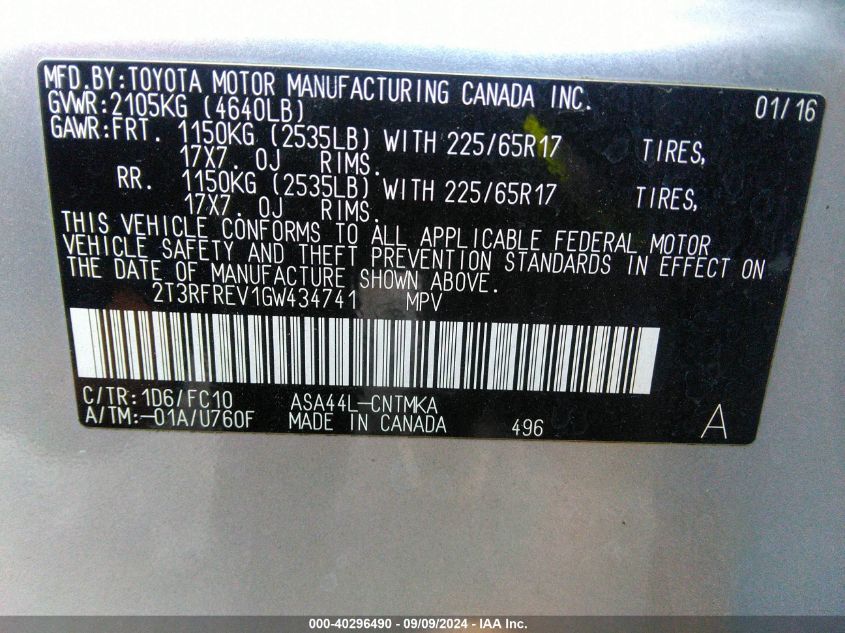 MFD.BY:TOYOTA MOTOR MANUFACTURING CANADA INC. 01/16
GVWR:2105KG (4640LB)
GAWR:FRT. 1150KG (2535LB) WITH 225/65R17 TIRES,
17X7. 0J RIMS.
RR. 1150KG (2535LB) WITH 225/65R17 TIRES,
17X7. 0J RIMS.
THIS VEHICLE CONFORMS TO ALL APPLICABLE FEDERAL MOTOR
VEHICLE SAFETY AND THEFT PREVENTION STANDARDS IN EFFECT ON
THE DATE OF MANUFACTURE SHOWN ABOVE.
2T3RFREV1GW434741 MPV
C/TR:1D6/FC10 ASA44L-CNTMKA
A/TM:-01A/U760F MADE IN CANADA 496 A
000-40296490 - 09/09/2024 - IAA Inc.